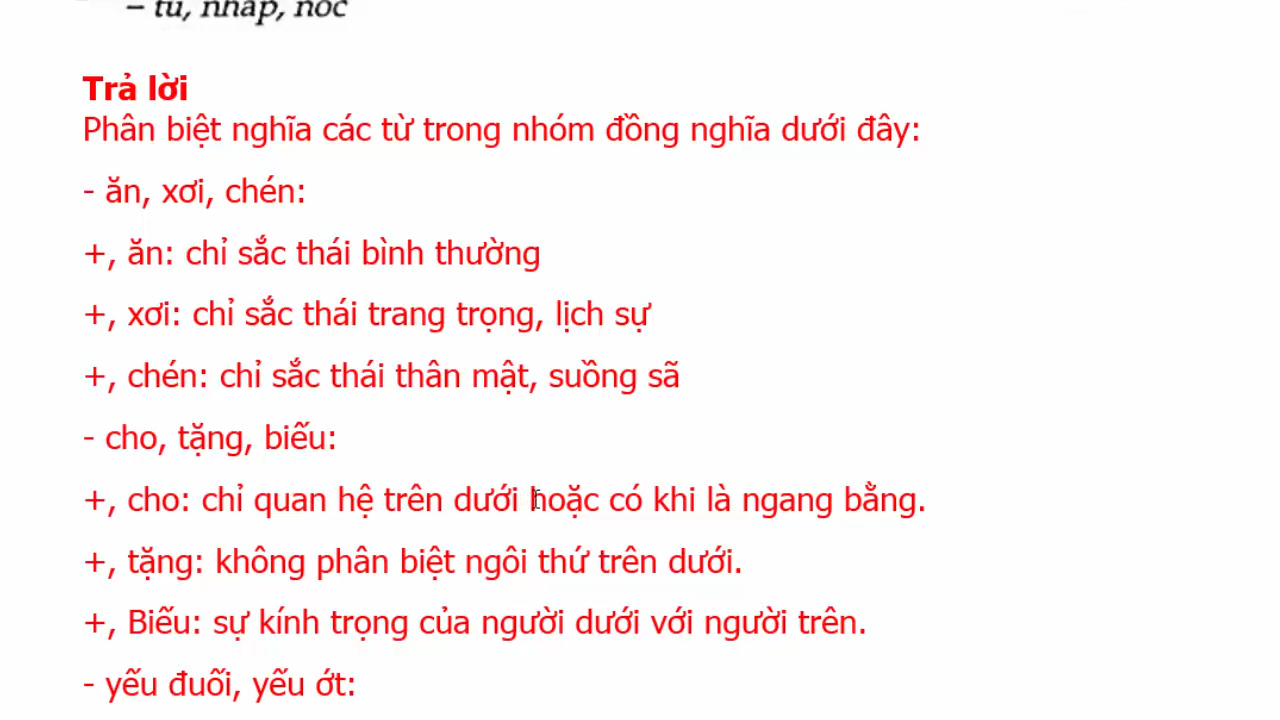 – tu, nhấp, nốc
Trả lời
Phân biệt nghĩa các từ trong nhóm đồng nghĩa dưới đây:
- ăn, xơi, chén:
+, ăn: chỉ sắc thái bình thường
+, xơi: chỉ sắc thái trang trọng, lịch sự
+, chén: chỉ sắc thái thân mật, suồng sã
- cho, tặng, biếu:
+, cho: chỉ quan hệ trên dưới hoặc có khi là ngang bằng.
+, tặng: không phân biệt ngôi thứ trên dưới.
+, Biếu: sự kính trọng của người dưới với người trên.
- yếu đuối, yếu ớt: